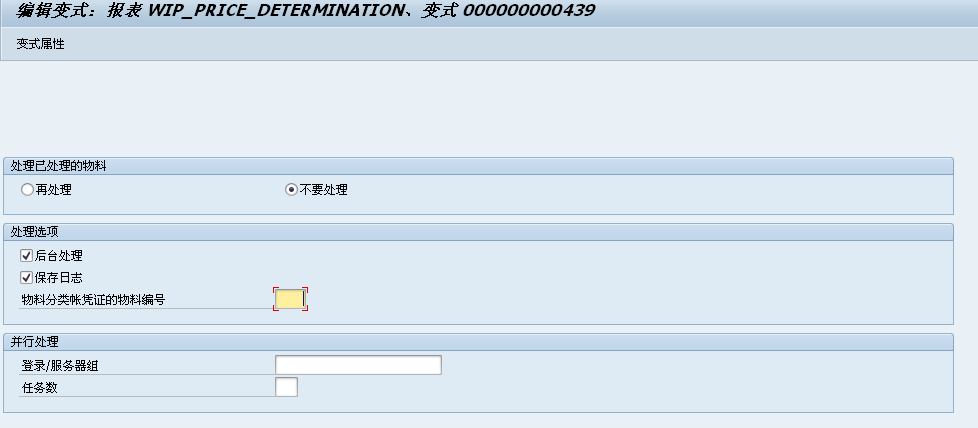 编辑变式：报表 WIP_PRICE_DETERMINATION、变式 000000000439
变式属性
处理已处理的物料
再处理 不要处理
处理选项
后台处理
保存日志
物料分类帐凭证的物料编号
并行处理
登录/服务器组
任务数